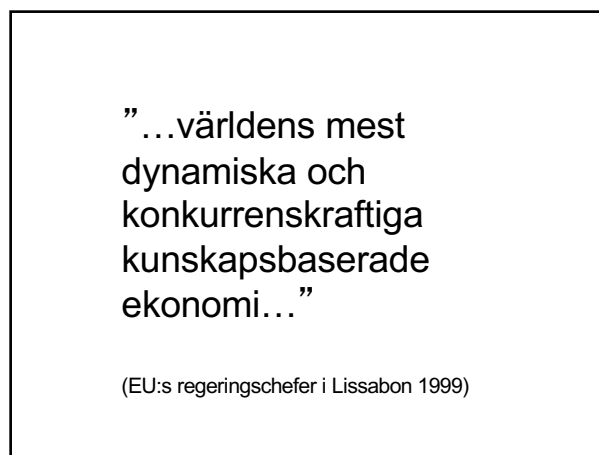 ”…världens mest
dynamiska och
konkurrenskraftiga
kunskapsbaserade
ekonomi…”
(EU:s regeringschefer i Lissabon 1999)